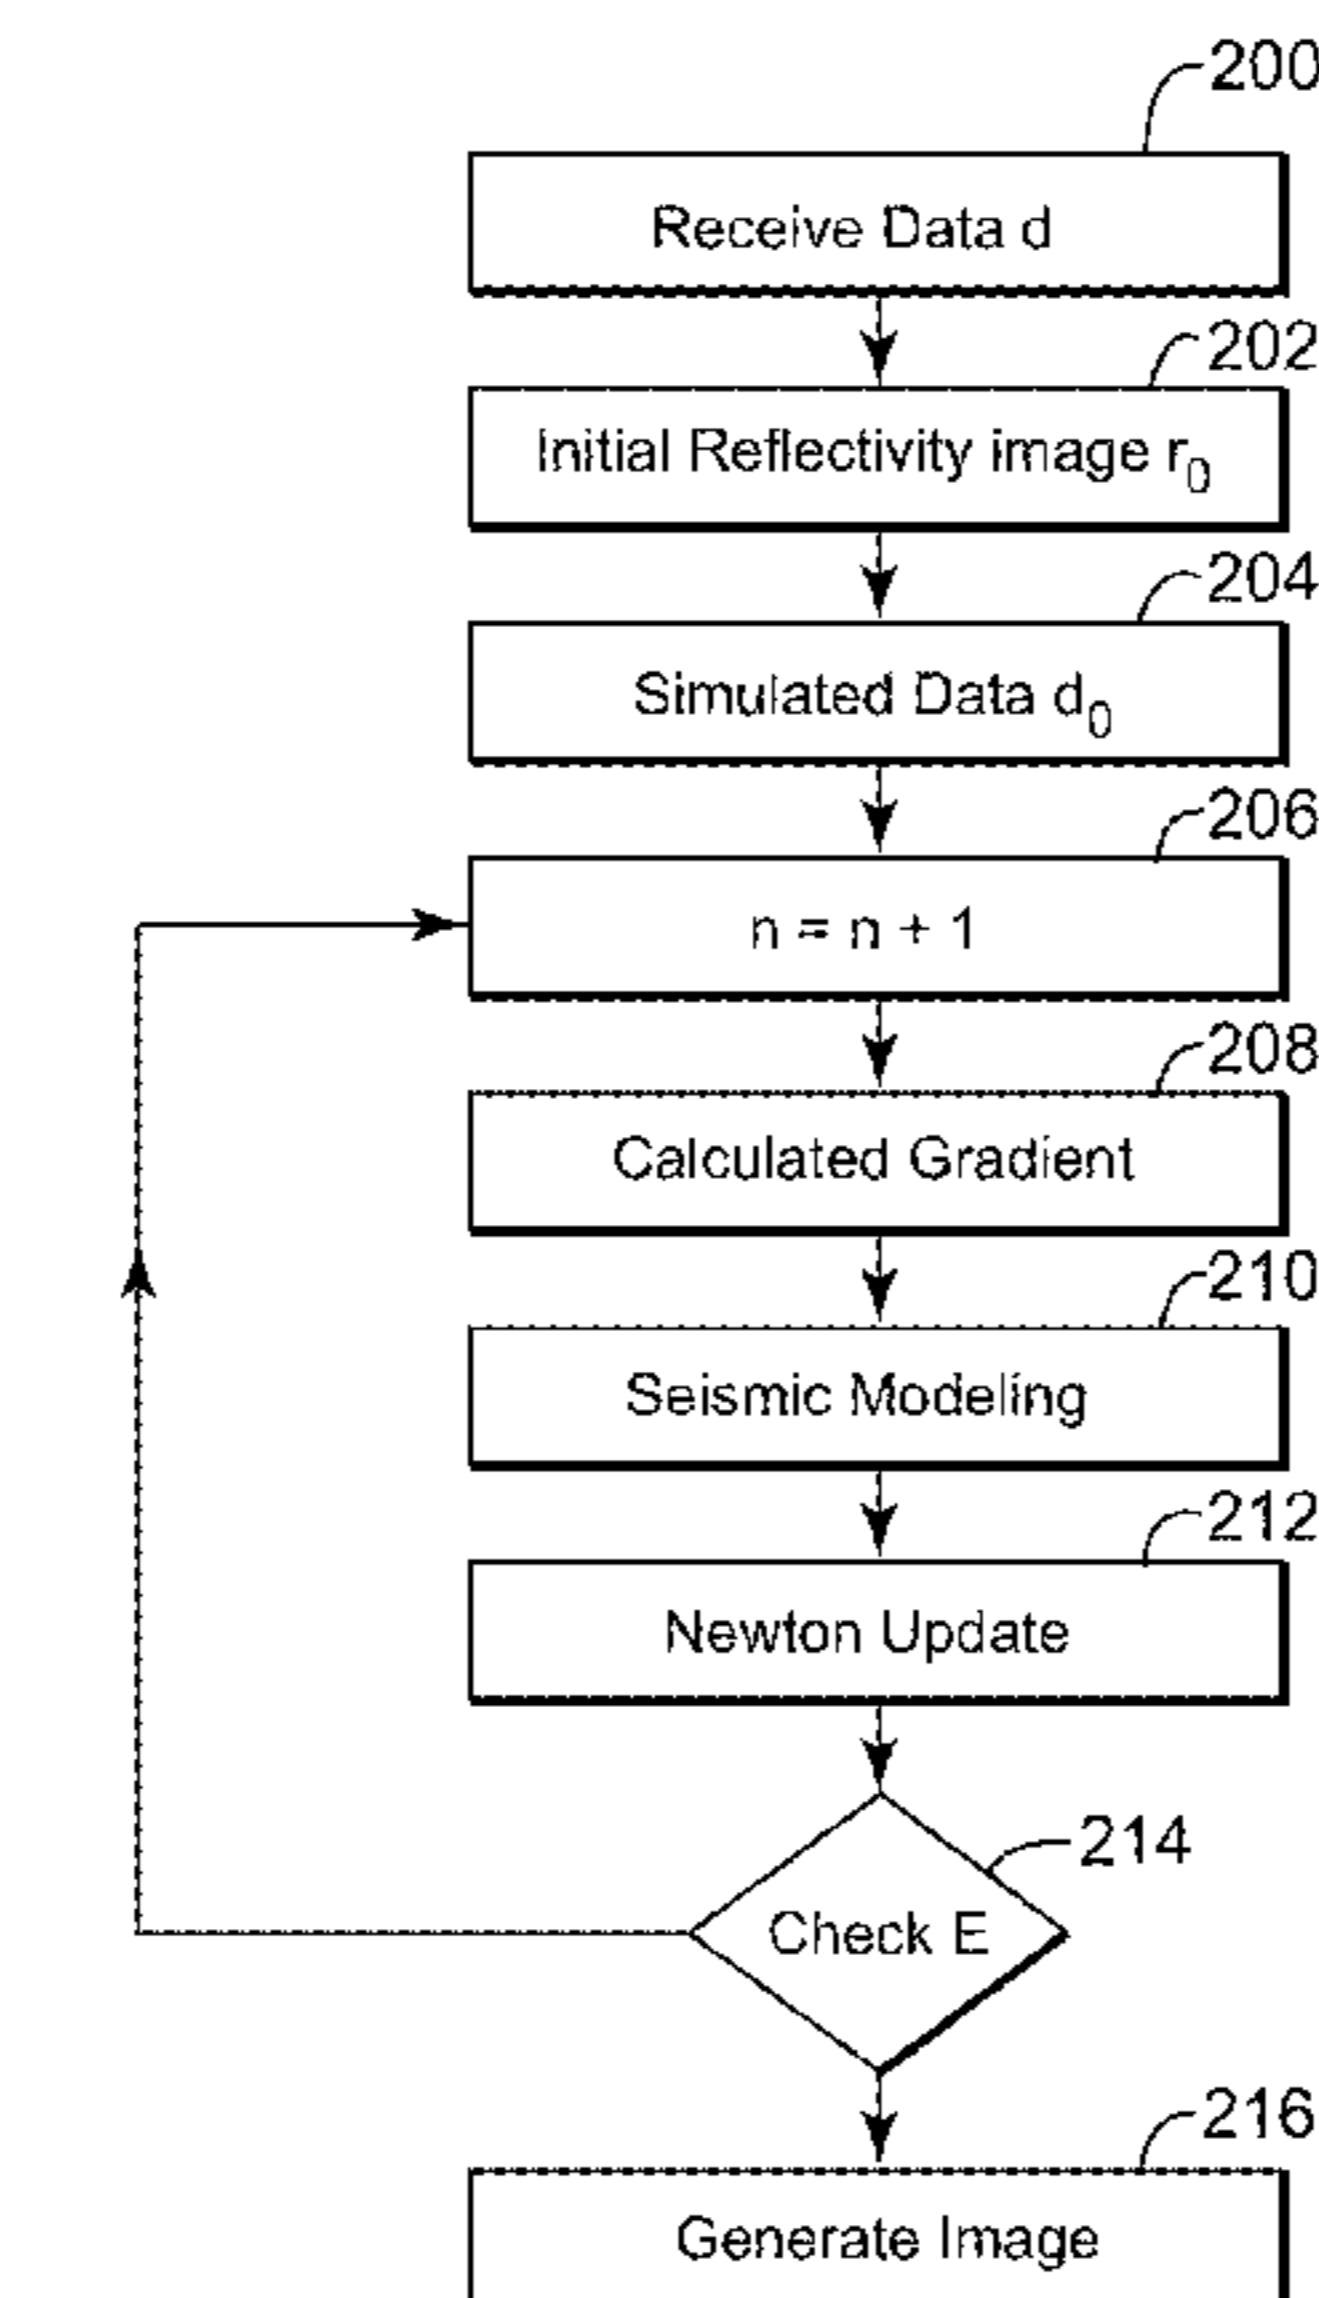 200
Receive Data d
202
Initial Reflectivity image r₀
204
Simulated Data d₀
206
n = n + 1
208
Calculated Gradient
210
Seismic Modeling
212
Newton Update
214
Check E
216
Generate Image